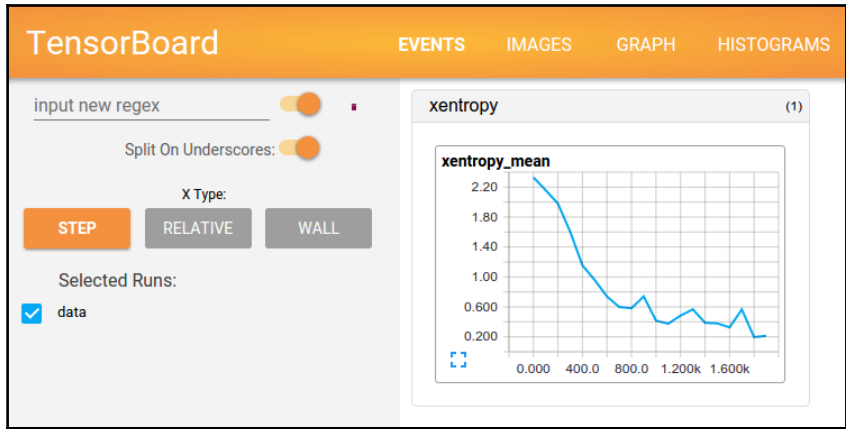 TensorBoard
EVENTS IMAGES GRAPH HISTOGRAMS
input new regex
Split On Underscores:
X Type:
STEP RELATIVE WALL
Selected Runs:
data
xentropy (1)
xentropy_mean
2.20
1.80
1.40
1.00
0.600
0.200
0.000 400.0 800.0 1.200k 1.600k